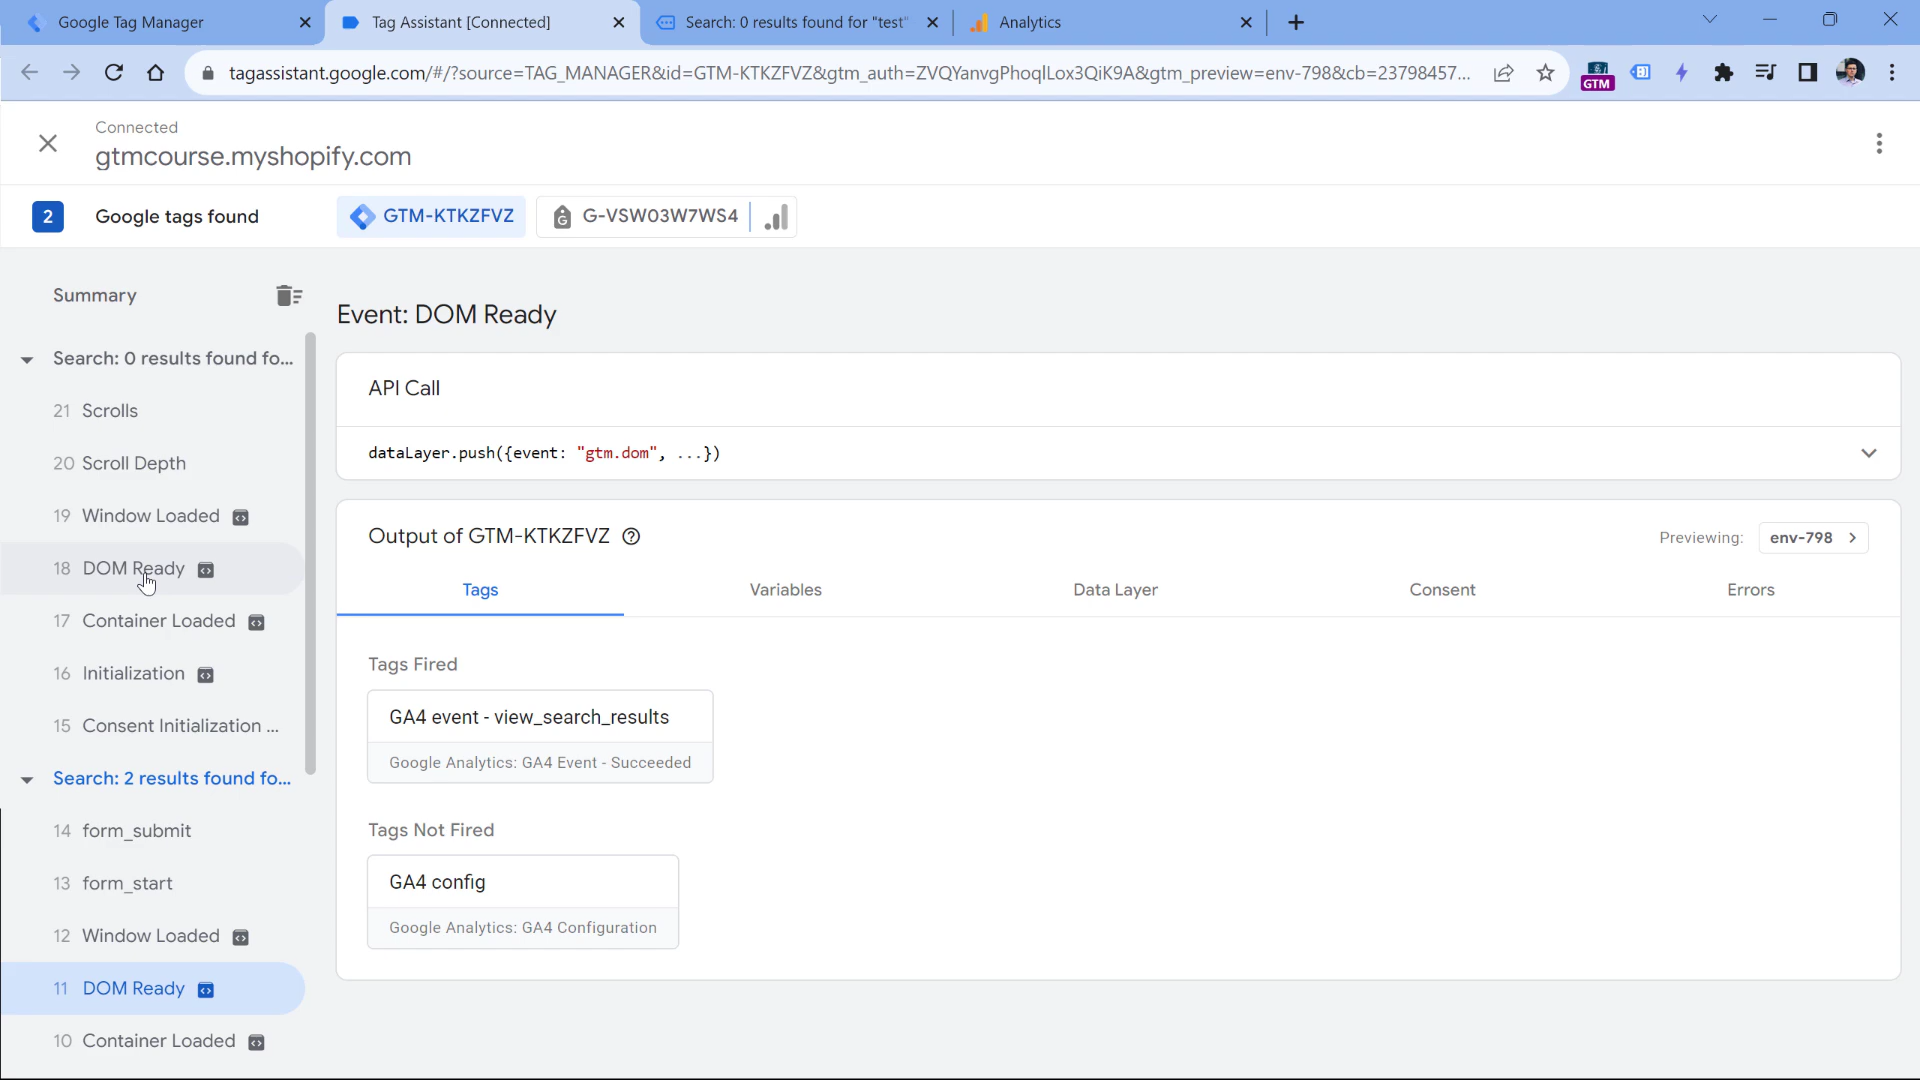 Google Tag Manager
Tag Assistant [Connected]
Search: 0 results found for "test"
Analytics
tagassistant.google.com/#/?source=TAG_MANAGER&id=GTM-KTKZFVZ&gtm_auth=ZVQYanvgPhoqlLox3QiK9A&gtm_preview=env-798&cb=23798457...
GTM
Connected
gtmcourse.myshopify.com
2 Google tags found
GTM-KTKZFVZ
G-VSW03W7WS4
Summary
Search: 0 results found fo...
21 Scrolls
20 Scroll Depth
19 Window Loaded
18 DOM Ready
17 Container Loaded
16 Initialization
15 Consent Initialization ...
Search: 2 results found fo...
14 form_submit
13 form_start
12 Window Loaded
11 DOM Ready
10 Container Loaded
Event: DOM Ready
API Call
dataLayer.push({event: "gtm.dom", ...})
Output of GTM-KTKZFVZ
Previewing: env-798
Tags
Variables
Data Layer
Consent
Errors
Tags Fired
GA4 event - view_search_results
Google Analytics: GA4 Event - Succeeded
Tags Not Fired
GA4 config
Google Analytics: GA4 Configuration